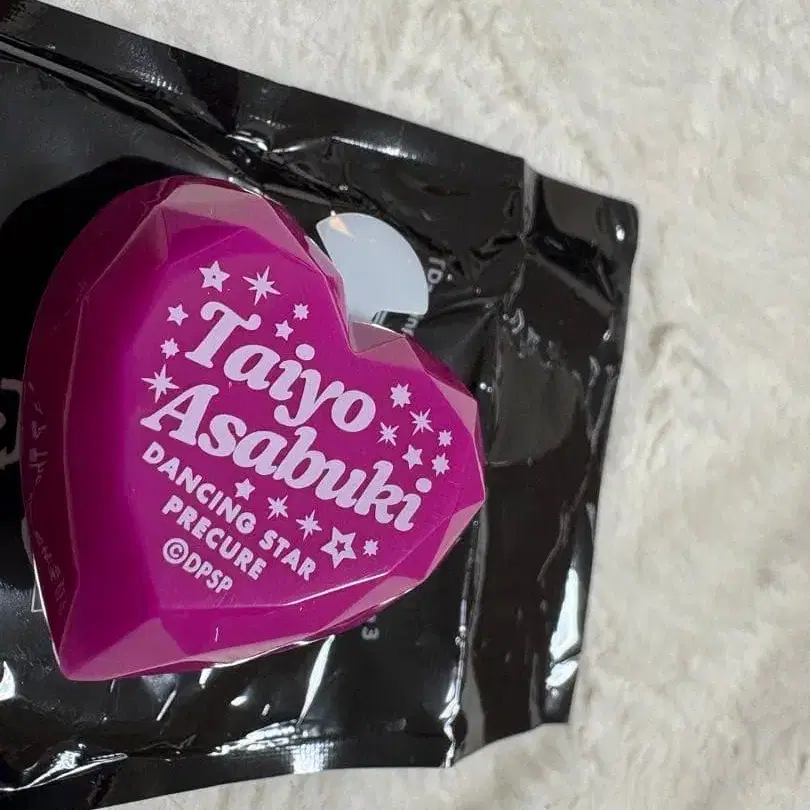 Taiyo
Asabuki
DANCING STAR
PRECURE
©DPSP